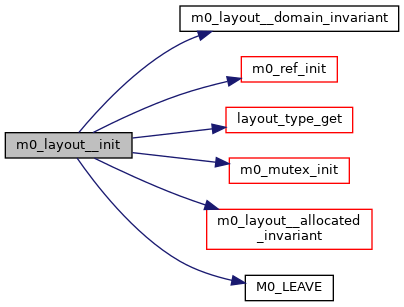 m0_layout__domain_invariant
m0_ref_init
layout_type_get
m0_layout__init
m0_mutex_init
m0_layout__allocated
_invariant
M0_LEAVE